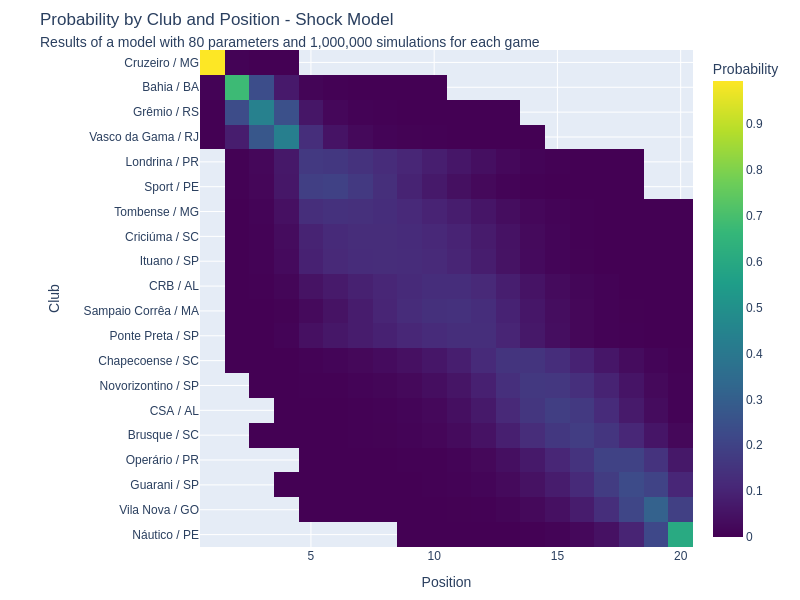 Probability by Club and Position - Shock Model
Results of a model with 80 parameters and 1,000,000 simulations for each game
Probability
Club
Cruzeiro / MG
Bahia / BA
Grêmio / RS
Vasco da Gama / RJ
Londrina / PR
Sport / PE
Tombense / MG
Criciúma / SC
Ituano / SP
CRB / AL
Sampaio Corrêa / MA
Ponte Preta / SP
Chapecoense / SC
Novorizontino / SP
CSA / AL
Brusque / SC
Operário / PR
Guarani / SP
Vila Nova / GO
Náutico / PE
5 10 15 20
Position
0.9
0.8
0.7
0.6
0.5
0.4
0.3
0.2
0.1
0